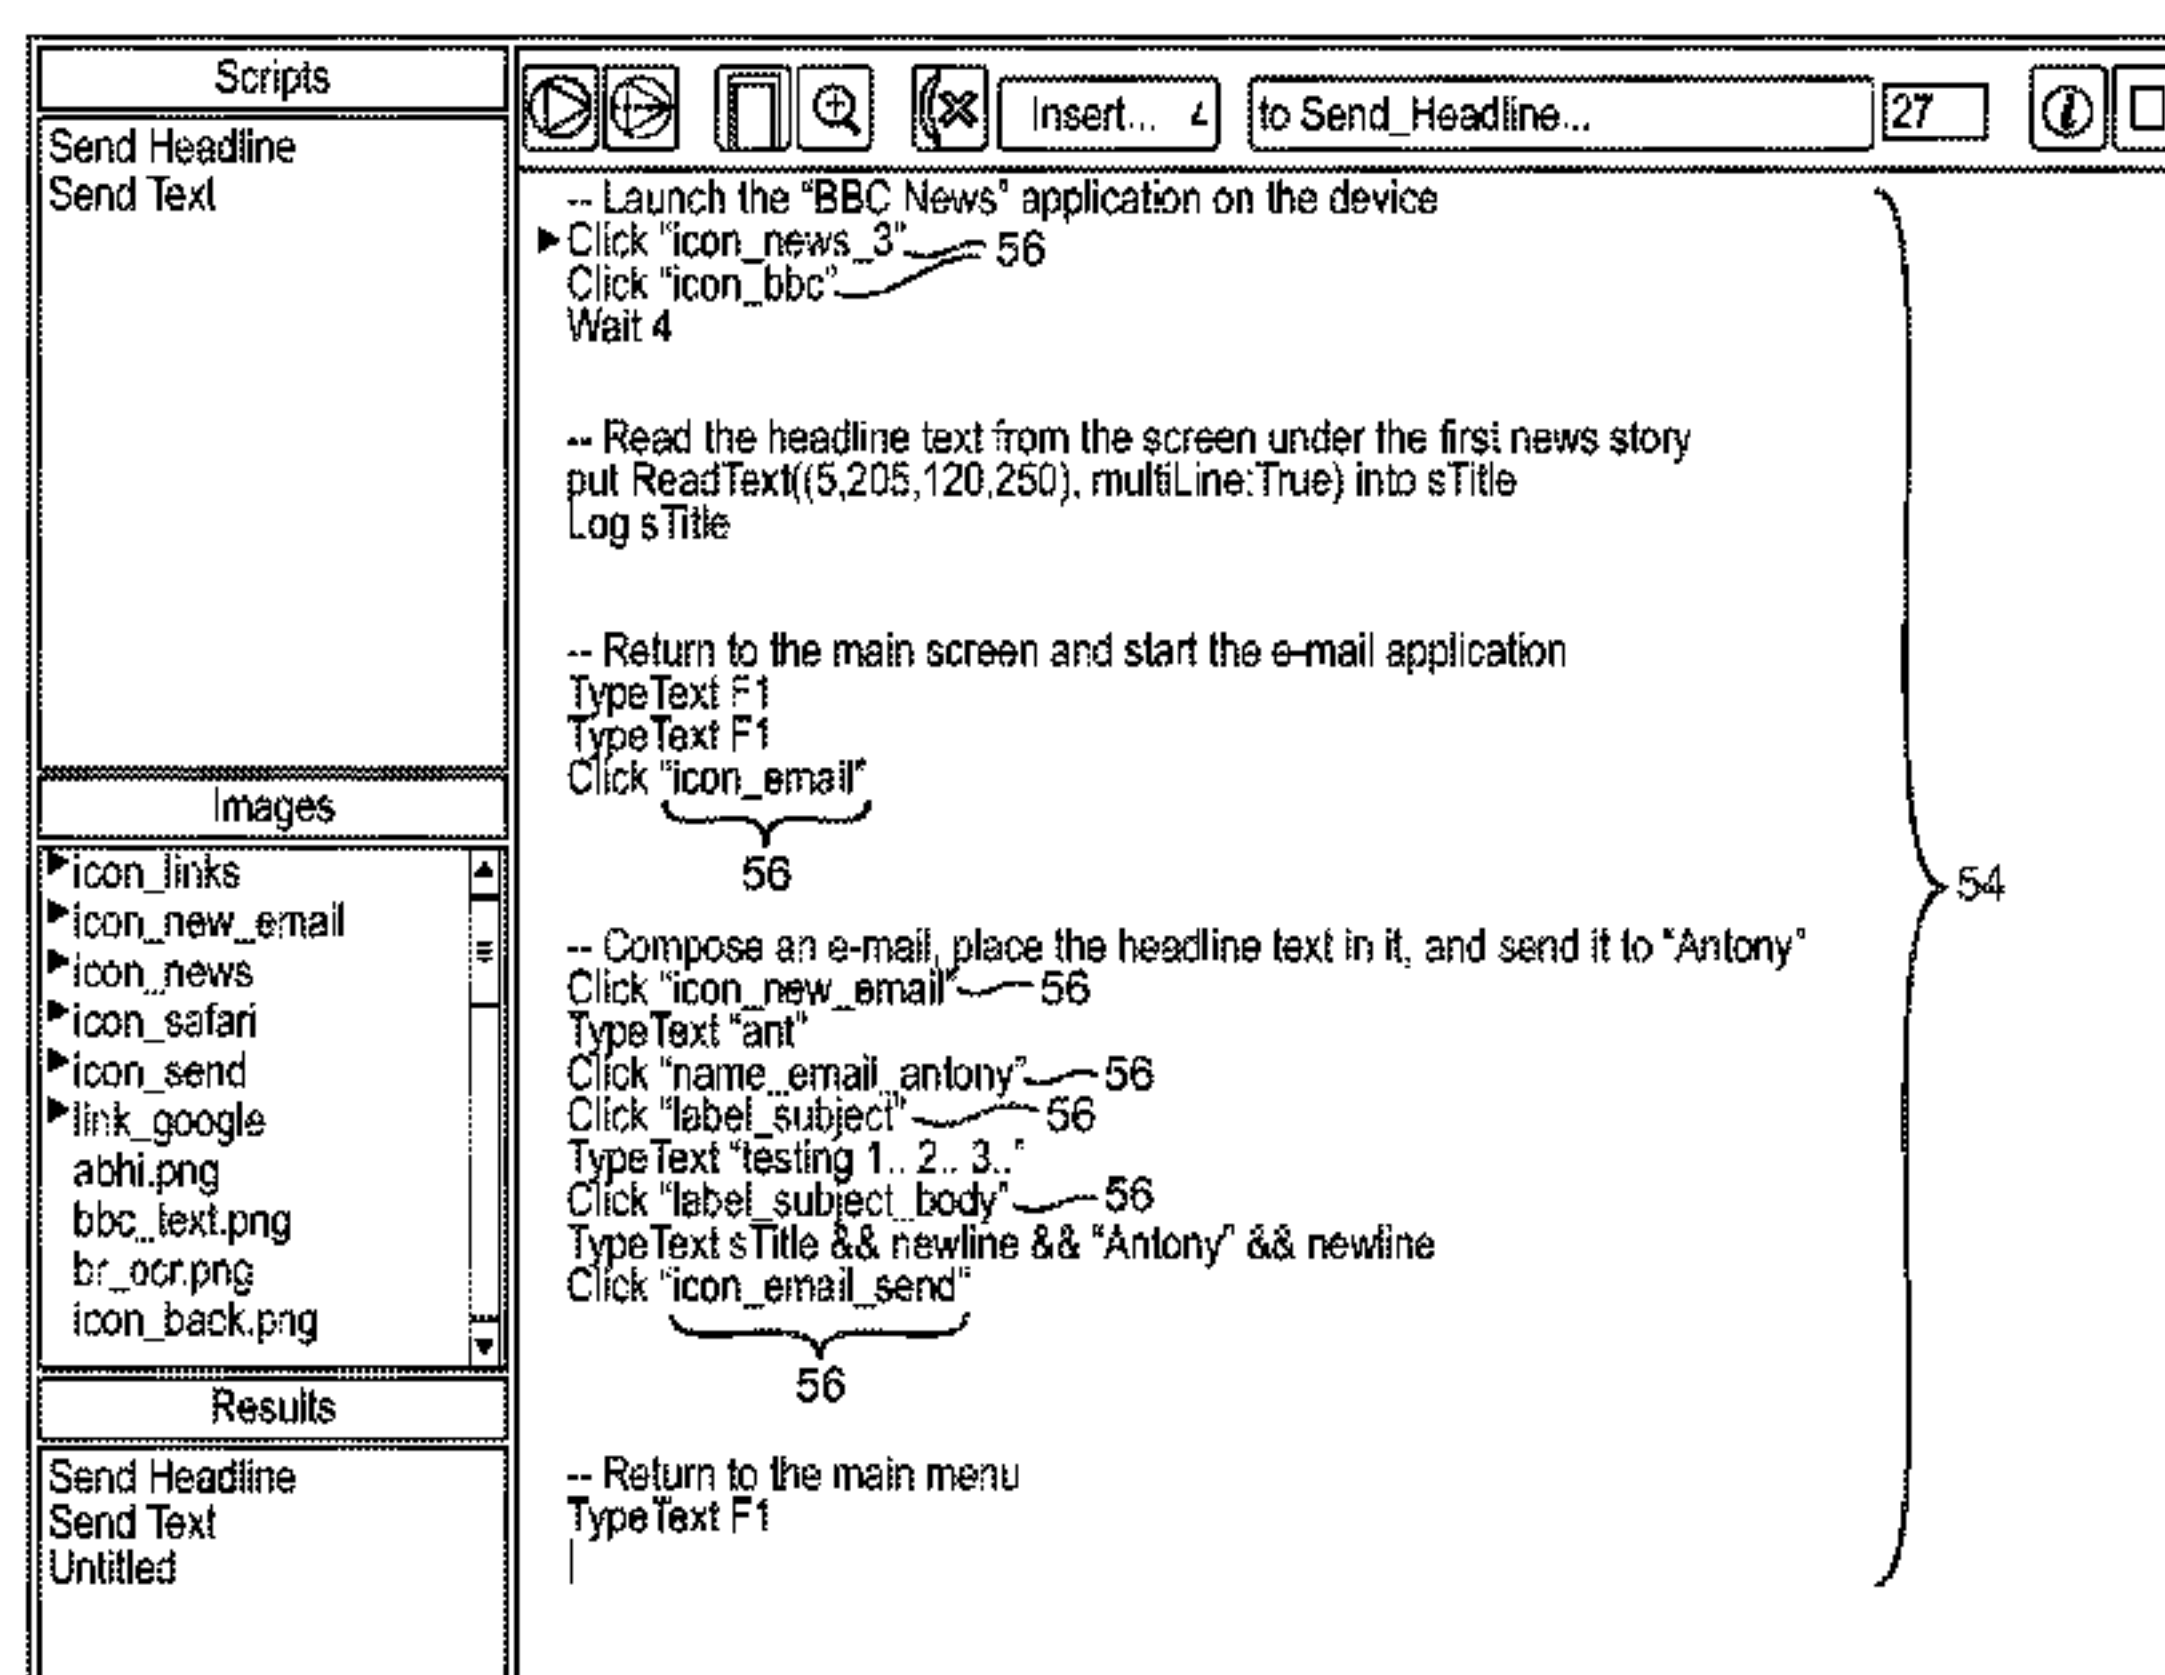 Scripts
Send Headline
Send Text
Images
icon_links
icon_new_email
icon_news
icon_safari
icon_send
link_google
abhi.png
bbc_text.png
br_ocr.png
icon_back.png
Results
Send Headline
Send Text
Untitled
Insert... to Send_Headline... 27 i
-- Launch the "BBC News" application on the device
Click "icon_news_3" 56
Click "icon_bbc"
Wait 4
-- Read the headline text from the screen under the first news story
put ReadText((5,205,120,250), multiLine:True) into sTitle
Log sTitle
-- Return to the main screen and start the e-mail application
TypeText F1
TypeText F1
Click "icon_email"
56
54
-- Compose an e-mail, place the headline text in it, and send it to "Antony"
Click "icon_new_email" 56
TypeText "ant"
Click "name_email_antony" 56
Click "label_subject" 56
TypeText "testing 1.. 2.. 3.."
Click "label_subject_body" 56
TypeText sTitle && newline && "Antony" && newline
Click "icon_email_send"
56
-- Return to the main menu
TypeText F1